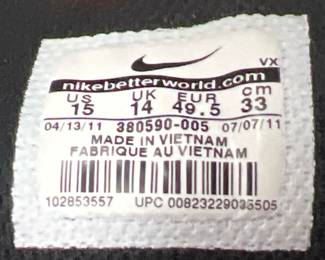 VX
nikebetterworld.com
US UK EUR cm
15 14 49.5 33
04/13/11 380590-005 07/07/11
MADE IN VIETNAM
FABRIQUE AU VIETNAM
102853557 UPC 00823229035505